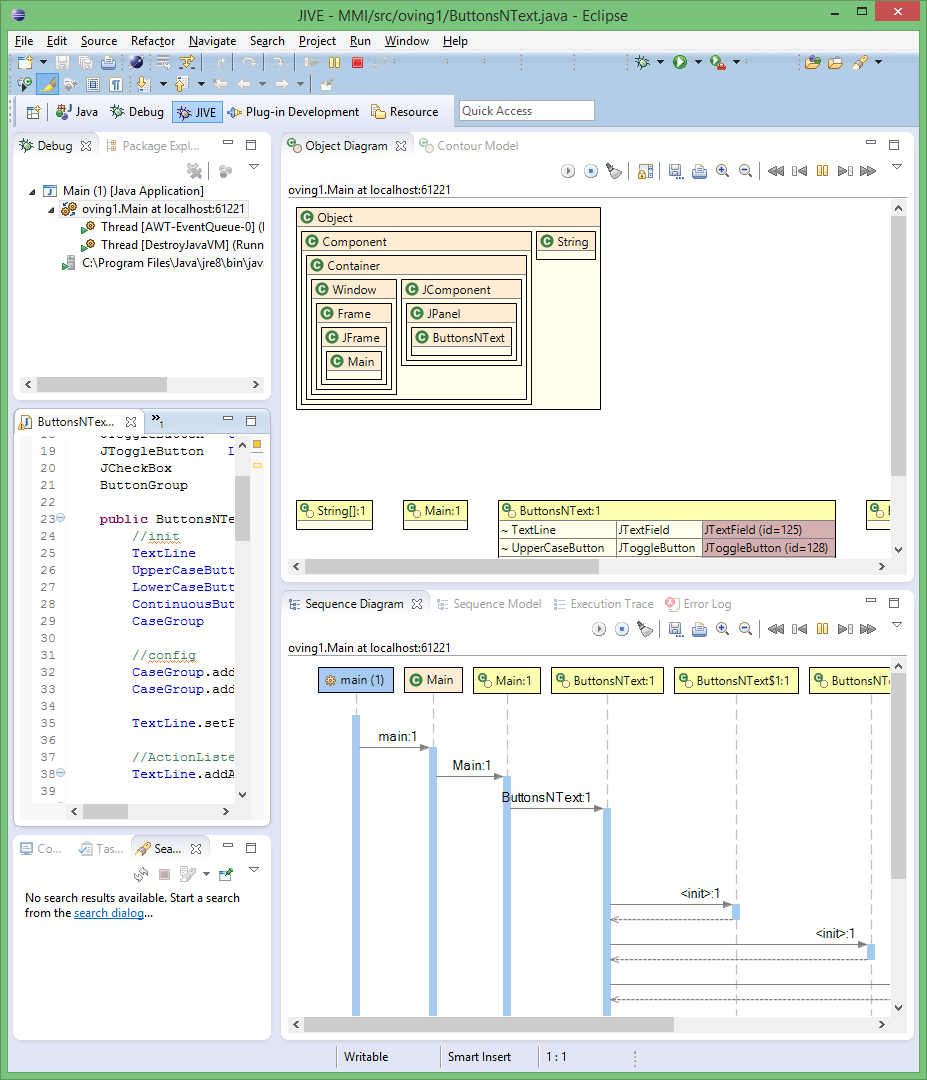 JIVE - MMI/src/oving1/ButtonsNText.java - Eclipse
File Edit Source Refactor Navigate Search Project Run Window Help
Java Debug JIVE Plug-in Development Resource Quick Access
Debug Package Expl...
Main (1) [Java Application]
oving1.Main at localhost:61221
Thread [AWT-EventQueue-0] (
Thread [DestroyJavaVM] (Runn
C:\Program Files\Java\jre8\bin\jav
ButtonsNTex... »1
18
19 JToggleButton
20 JCheckBox
21 ButtonGroup
22
23 public ButtonsNTe
24 //init
25 TextLine
26 UpperCaseButt
27 LowerCaseButt
28 ContinuousBut
29 CaseGroup
30
31 //config
32 CaseGroup.add
33 CaseGroup.add
34
35 TextLine.setF
36
37 //ActionListe
38 TextLine.addA
39
Co... Tas... Sea...
No search results available. Start a search
from the search dialog...
Object Diagram Contour Model
oving1.Main at localhost:61221
Object
Component String
Container
Window JComponent
Frame JPanel
JFrame ButtonsNText
Main
String[]:1 Main:1 ButtonsNText:1
~ TextLine JTextField JTextField (id=125)
~ UpperCaseButton JToggleButton JToggleButton (id=128)
Sequence Diagram Sequence Model Execution Trace Error Log
oving1.Main at localhost:61221
main (1) Main Main:1 ButtonsNText:1 ButtonsNText$1:1 ButtonsNTe
main:1
Main:1
ButtonsNText:1
<init>:1
<init>:1
Writable Smart Insert 1 : 1